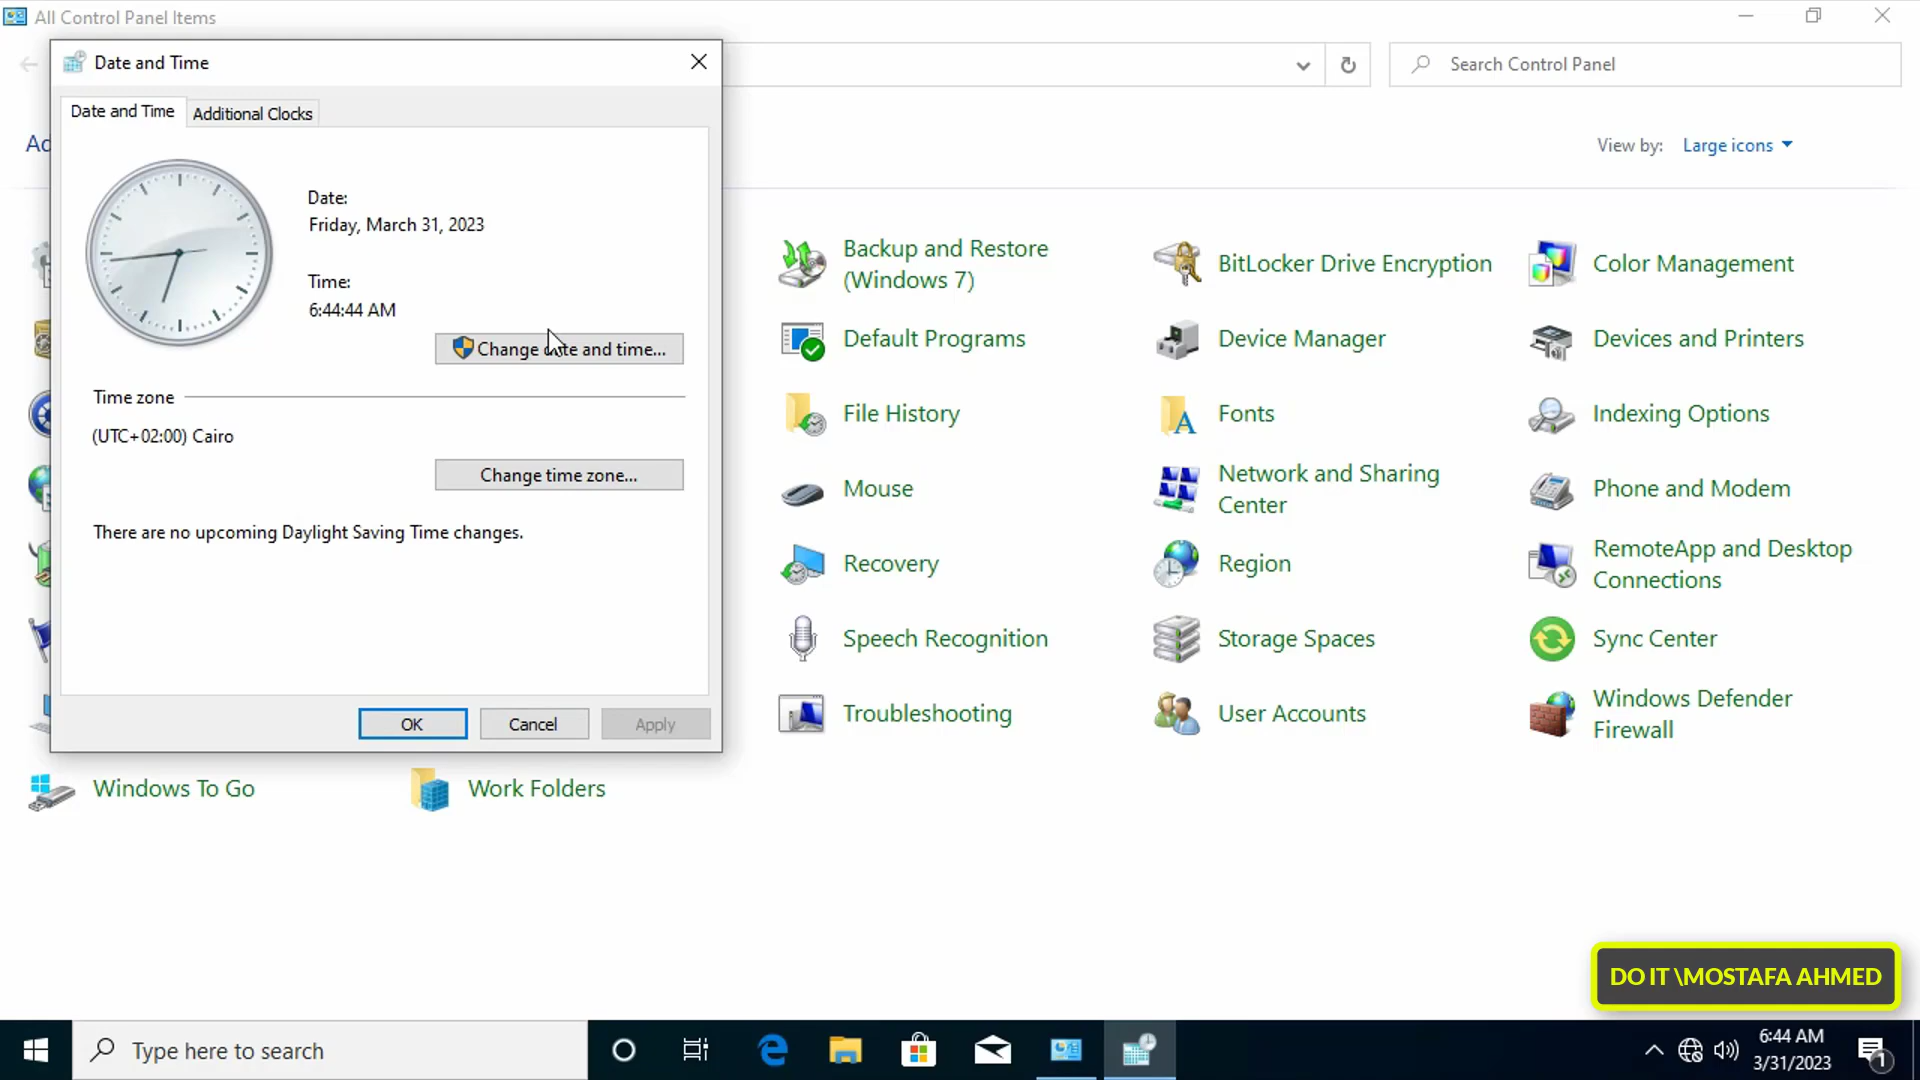 All Control Panel Items
Date and Time
Search Control Panel
Date and Time
Additional Clocks
Ad
View by:
Large icons
Date:
Friday, March 31, 2023
Time:
6:44:44 AM
Change date and time...
Time zone
(UTC+02:00) Cairo
Change time zone...
There are no upcoming Daylight Saving Time changes.
OK
Cancel
Apply
Backup and Restore
(Windows 7)
BitLocker Drive Encryption
Color Management
Default Programs
Device Manager
Devices and Printers
File History
Fonts
Indexing Options
Mouse
Network and Sharing
Center
Phone and Modem
Recovery
Region
RemoteApp and Desktop
Connections
Speech Recognition
Storage Spaces
Sync Center
Troubleshooting
User Accounts
Windows Defender
Firewall
Windows To Go
Work Folders
DO IT \MOSTAFA AHMED
Type here to search
6:44 AM
3/31/2023
1